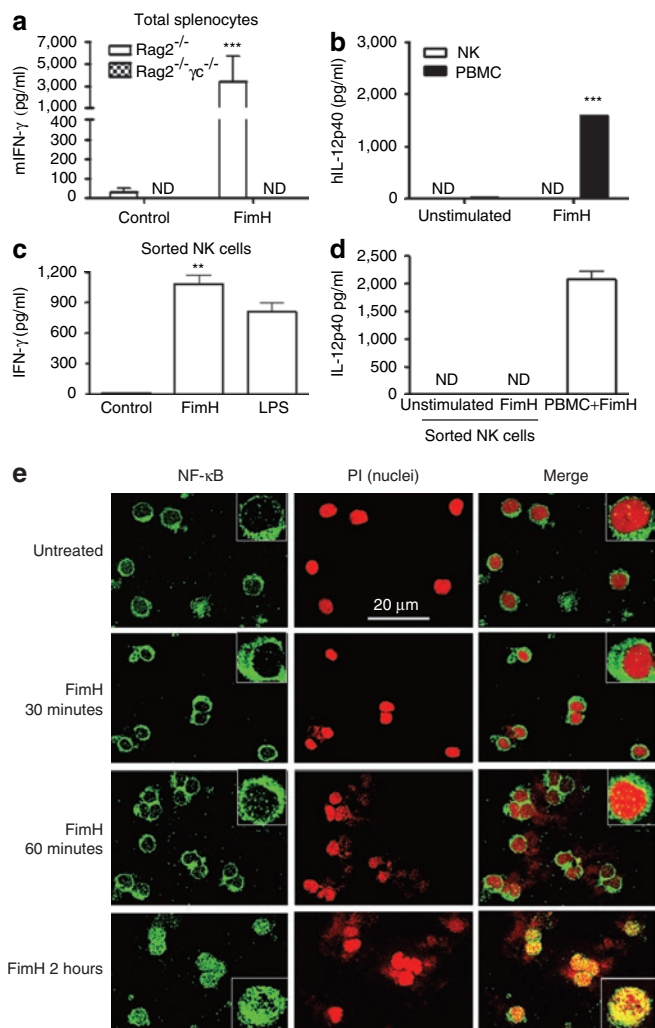 a
Total splenocytes
mIFN-γ (pg/ml)
7,000
5,000
3,000
1,000
400
300
200
100
0
Rag2-/-
Rag2-/-γc-/-
***
ND
ND
Control
FimH
b
hIL-12p40 (pg/ml)
3,000
2,000
1,000
0
NK
PBMC
***
ND
ND
Unstimulated
FimH
c
Sorted NK cells
IFN-γ (pg/ml)
1,200
900
600
300
0
**
Control
FimH
LPS
d
IL-12p40 pg/ml
2,500
2,000
1,500
1,000
500
0
ND
ND
Unstimulated FimH PBMC+FimH
Sorted NK cells
e
NF-κB
PI (nuclei)
Merge
Untreated
20 μm
FimH
30 minutes
FimH
60 minutes
FimH 2 hours